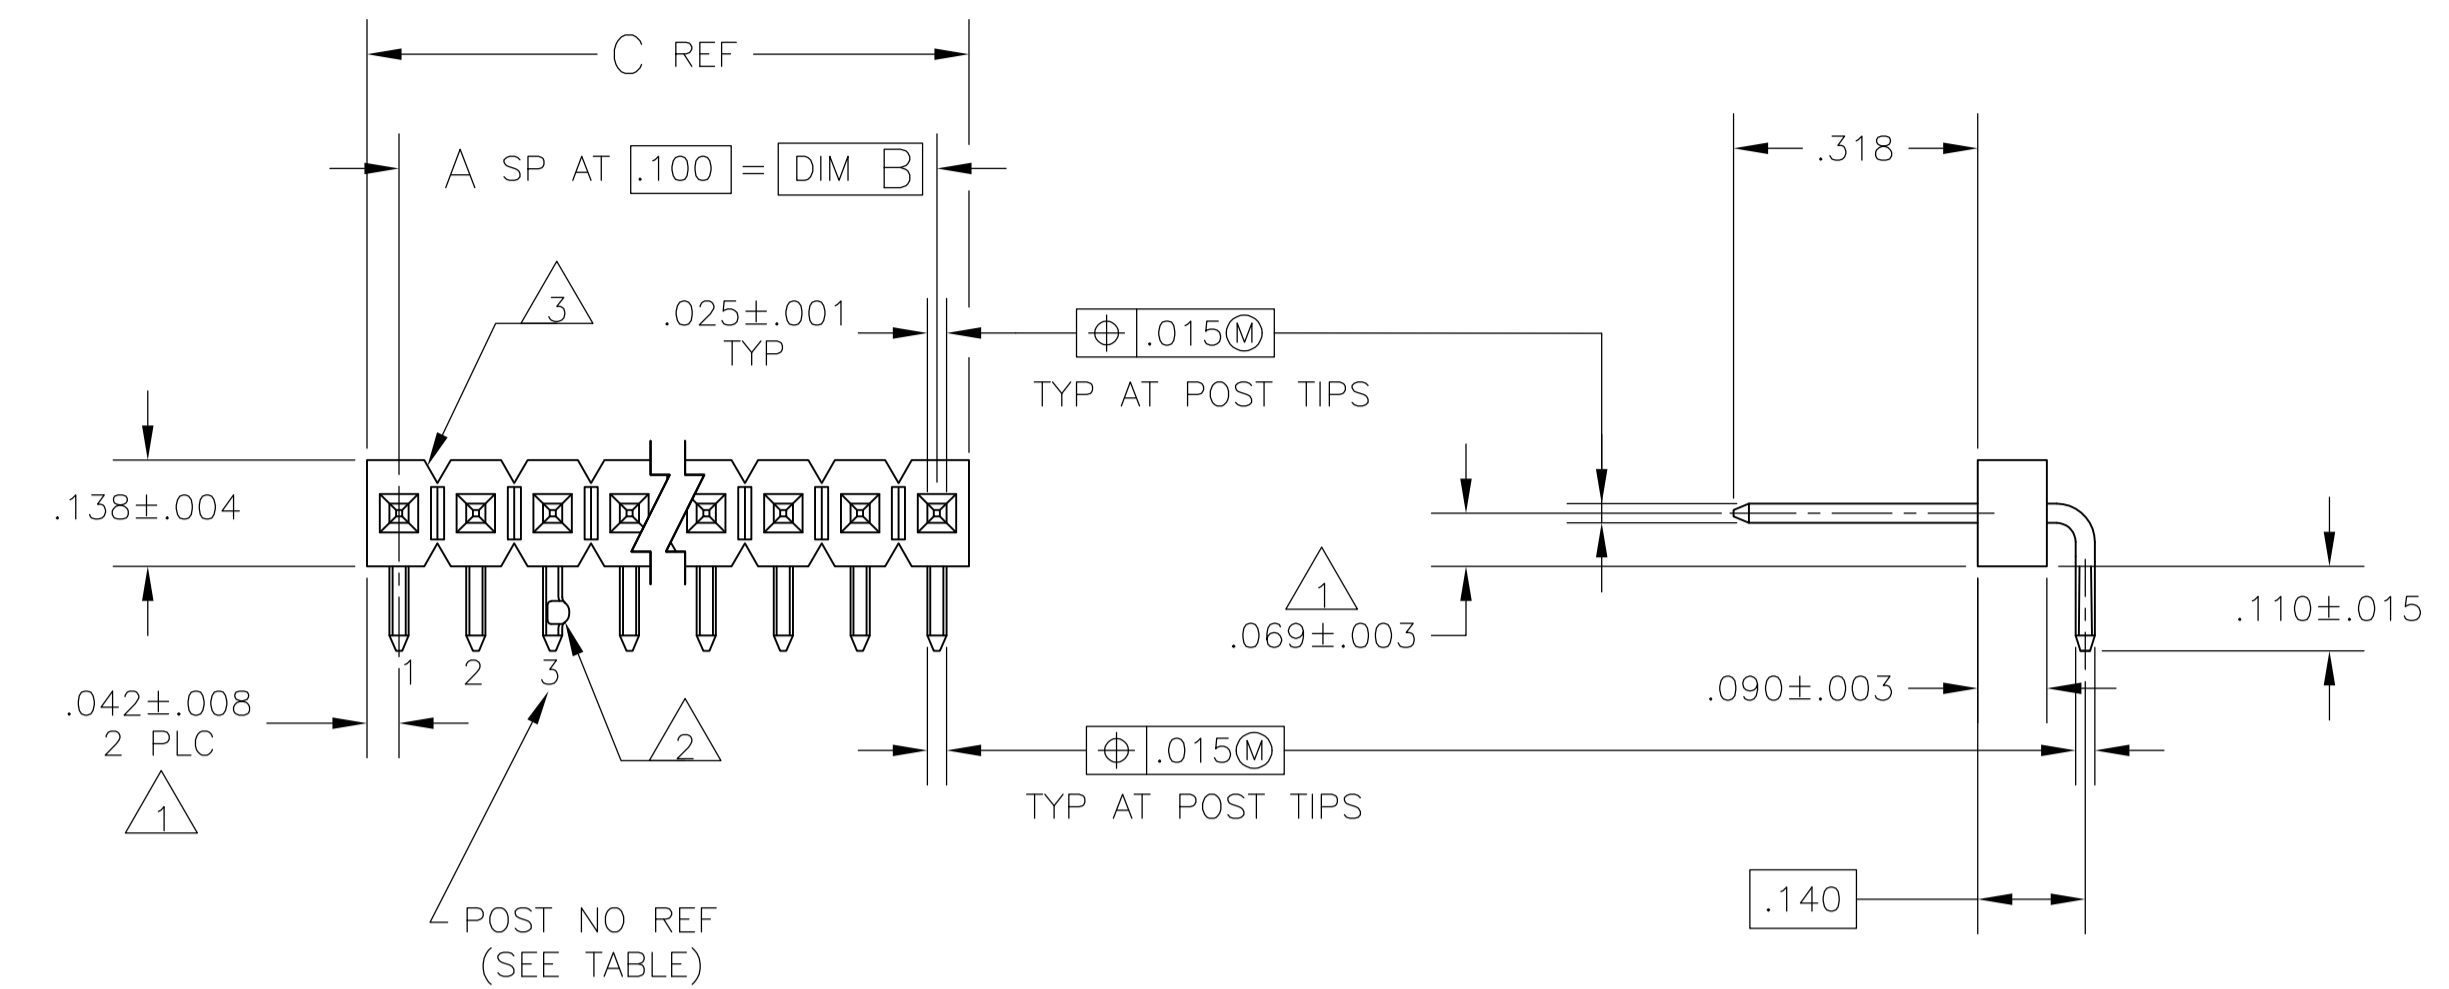 C REF
A SP AT .100 = DIM B
.318
3
.025±.001
TYP
⌖ .015Ⓜ
TYP AT POST TIPS
.138±.004
1
.069±.003
.110±.015
1 2 3
.042±.008
2 PLC
1
2
.090±.003
⌖ .015Ⓜ
TYP AT POST TIPS
.140
POST NO REF
(SEE TABLE)